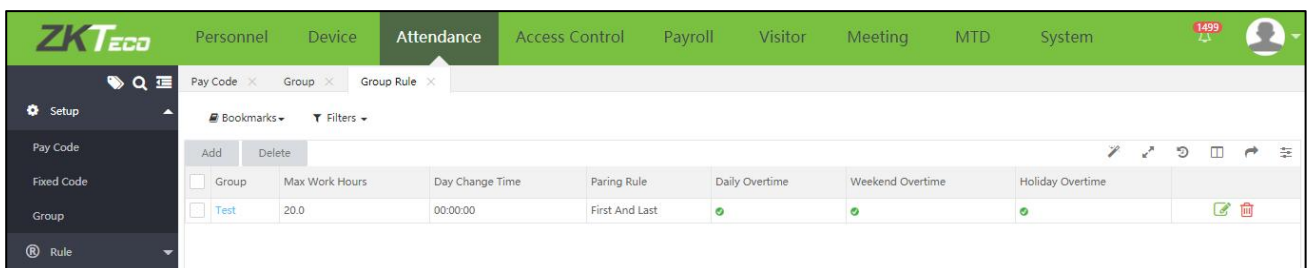 ZKTeco Personnel Device Attendance Access Control Payroll Visitor Meeting MTD System 1499
Pay Code × Group × Group Rule ×
Setup
Bookmarks Filters
Pay Code
Add Delete
Fixed Code
Group Max Work Hours Day Change Time Paring Rule Daily Overtime Weekend Overtime Holiday Overtime
Group
Test 20.0 00:00:00 First And Last
® Rule